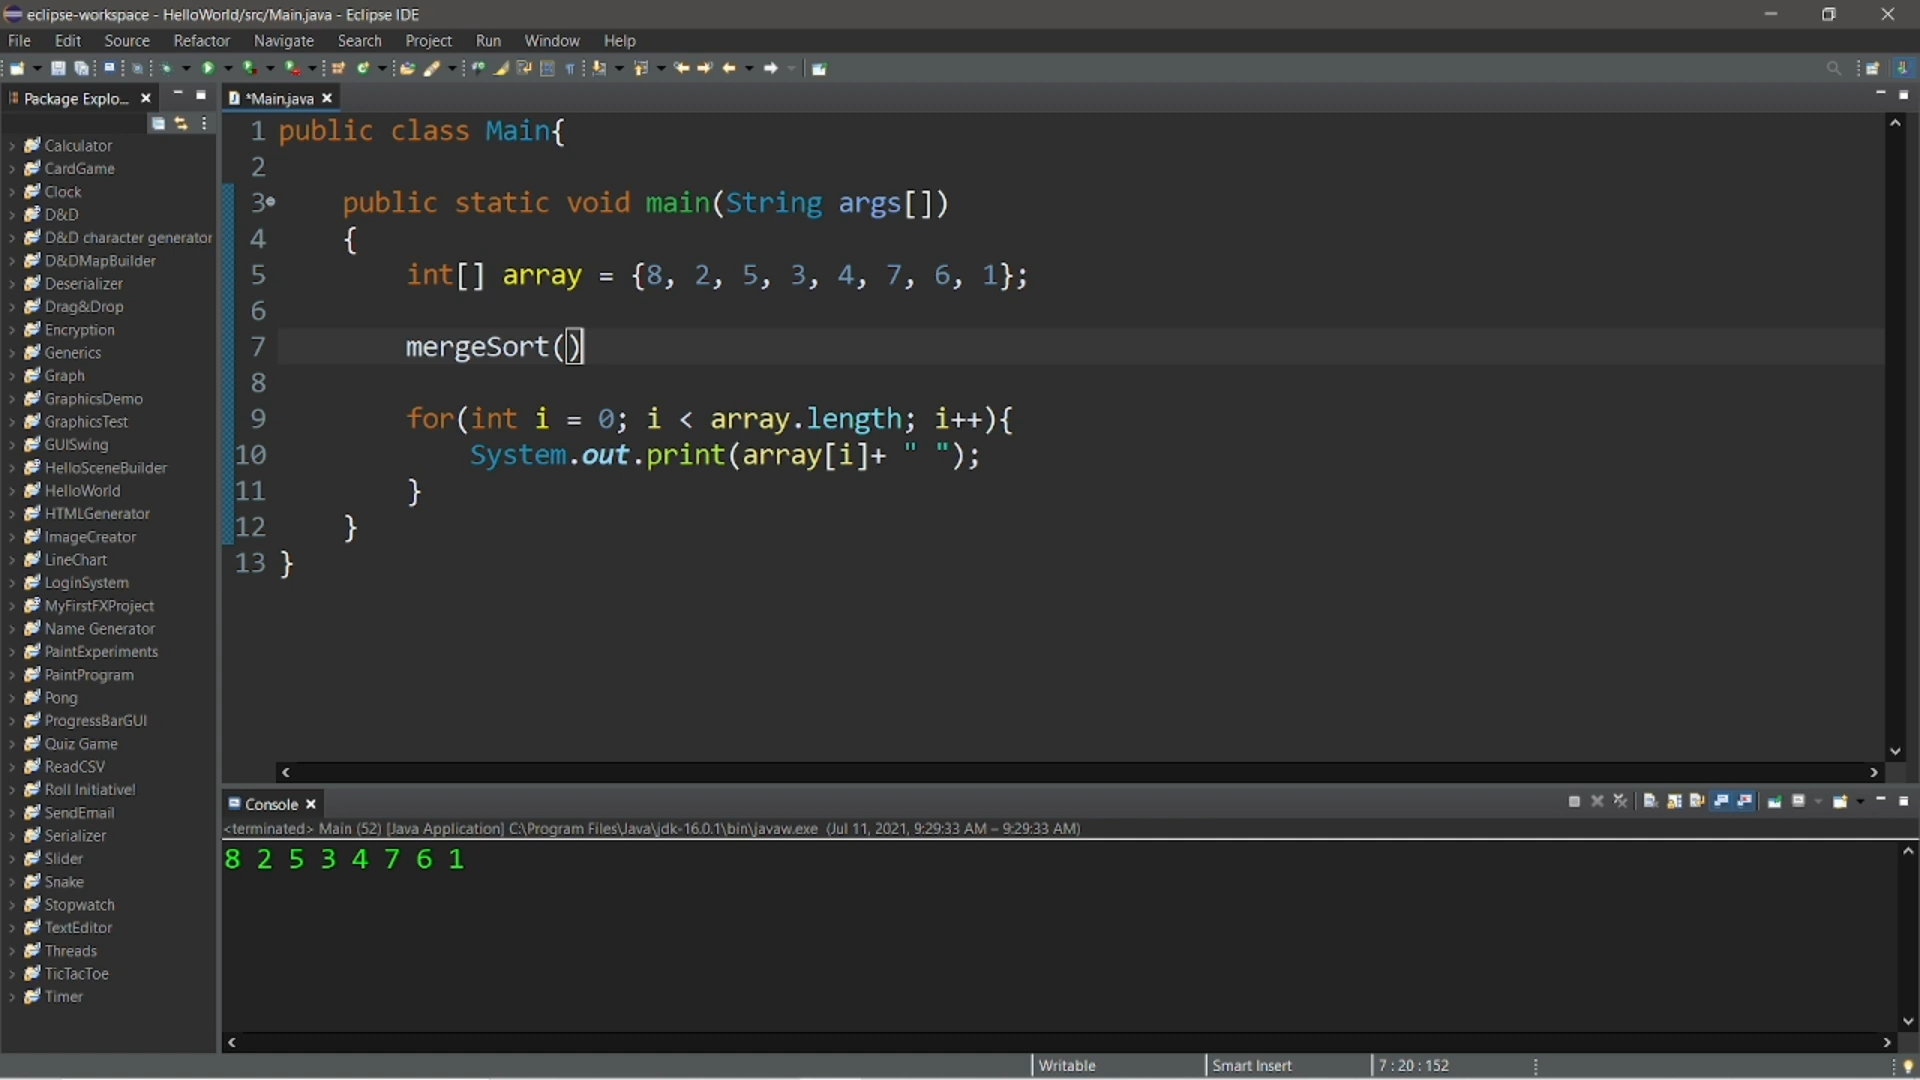 eclipse-workspace - HelloWorld/src/Main.java - Eclipse IDE
File Edit Source Refactor Navigate Search Project Run Window Help
Package Explo...
*Main.java
Calculator
CardGame
Clock
D&D
D&D character generator
D&DMapBuilder
Deserializer
Drag&Drop
Encryption
Generics
Graph
GraphicsDemo
GraphicsTest
GUISwing
HelloSceneBuilder
HelloWorld
HTMLGenerator
ImageCreator
LineChart
LoginSystem
MyFirstFXProject
Name Generator
PaintExperiments
PaintProgram
Pong
ProgressBarGUI
Quiz Game
ReadCSV
Roll Initiative!
SendEmail
Serializer
Slider
Snake
Stopwatch
TextEditor
Threads
TicTacToe
Timer
1 public class Main{
2
3 public static void main(String args[])
4 {
5 int[] array = {8, 2, 5, 3, 4, 7, 6, 1};
6
7 mergeSort()
8
9 for(int i = 0; i < array.length; i++){
10 System.out.print(array[i]+ " ");
11 }
12 }
13 }
Console
<terminated> Main (52) [Java Application] C:\Program Files\Java\jdk-16.0.1\bin\javaw.exe (Jul 11, 2021, 9:29:33 AM – 9:29:33 AM)
8 2 5 3 4 7 6 1
Writable Smart Insert 7 : 20 : 152